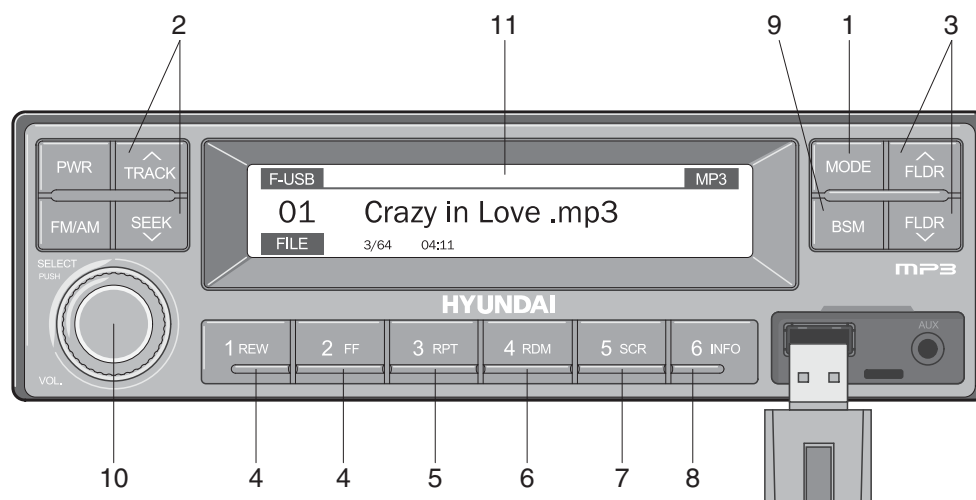 2 11 9 1 3
PWR TRACK
FM/AM SEEK
F-USB MP3
01 Crazy in Love .mp3
FILE 3/64 04:11
MODE FLDR
BSM FLDR
MP3
SELECT
PUSH
VOL.
HYUNDAI
1 REW 2 FF 3 RPT 4 RDM 5 SCR 6 INFO
AUX
10 4 4 5 6 7 8